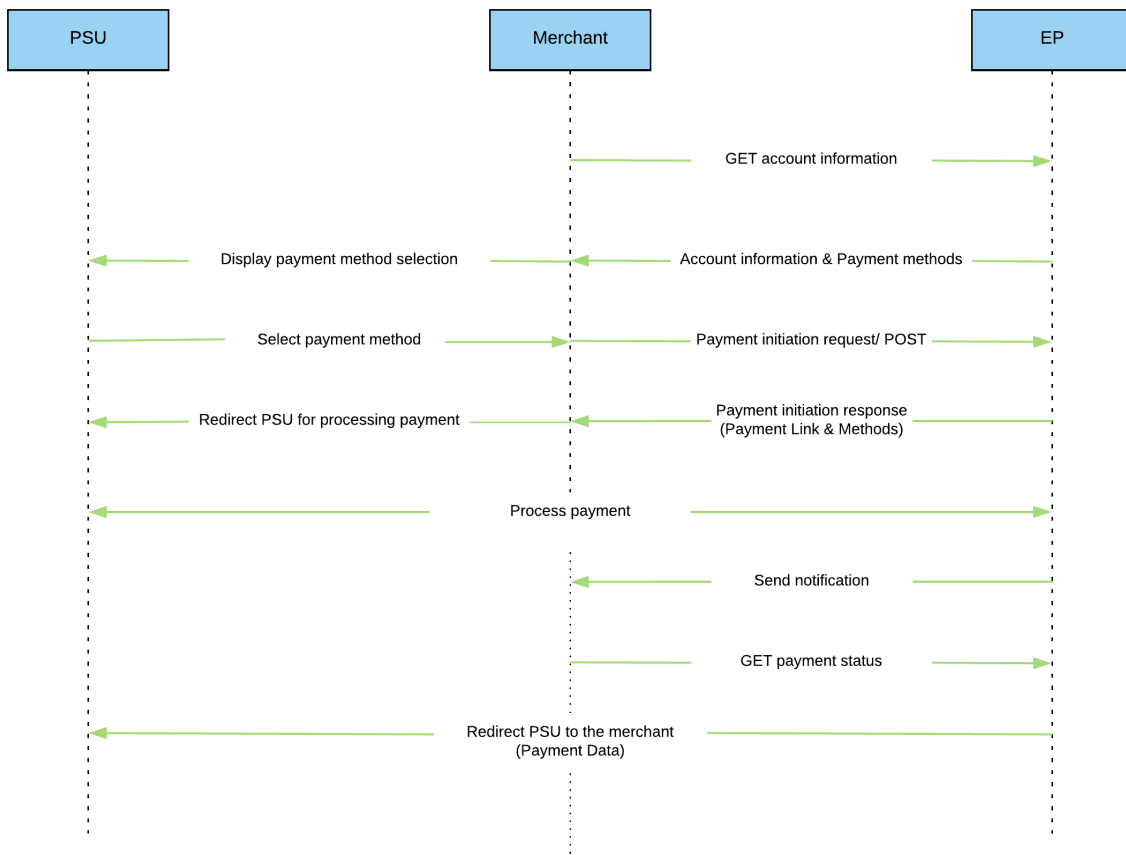 PSU
Merchant
EP
GET account information
Display payment method selection
Account information & Payment methods
Select payment method
Payment initiation request/ POST
Redirect PSU for processing payment
Payment initiation response
(Payment Link & Methods)
Process payment
Send notification
GET payment status
Redirect PSU to the merchant
(Payment Data)